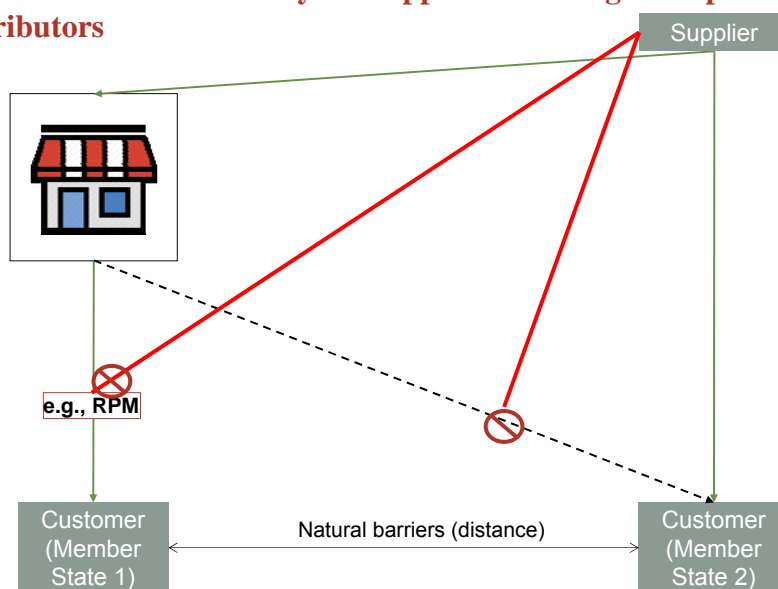 ributors
Supplier
e.g., RPM
Natural barriers (distance)
Customer
(Member
State 1)
Customer
(Member
State 2)